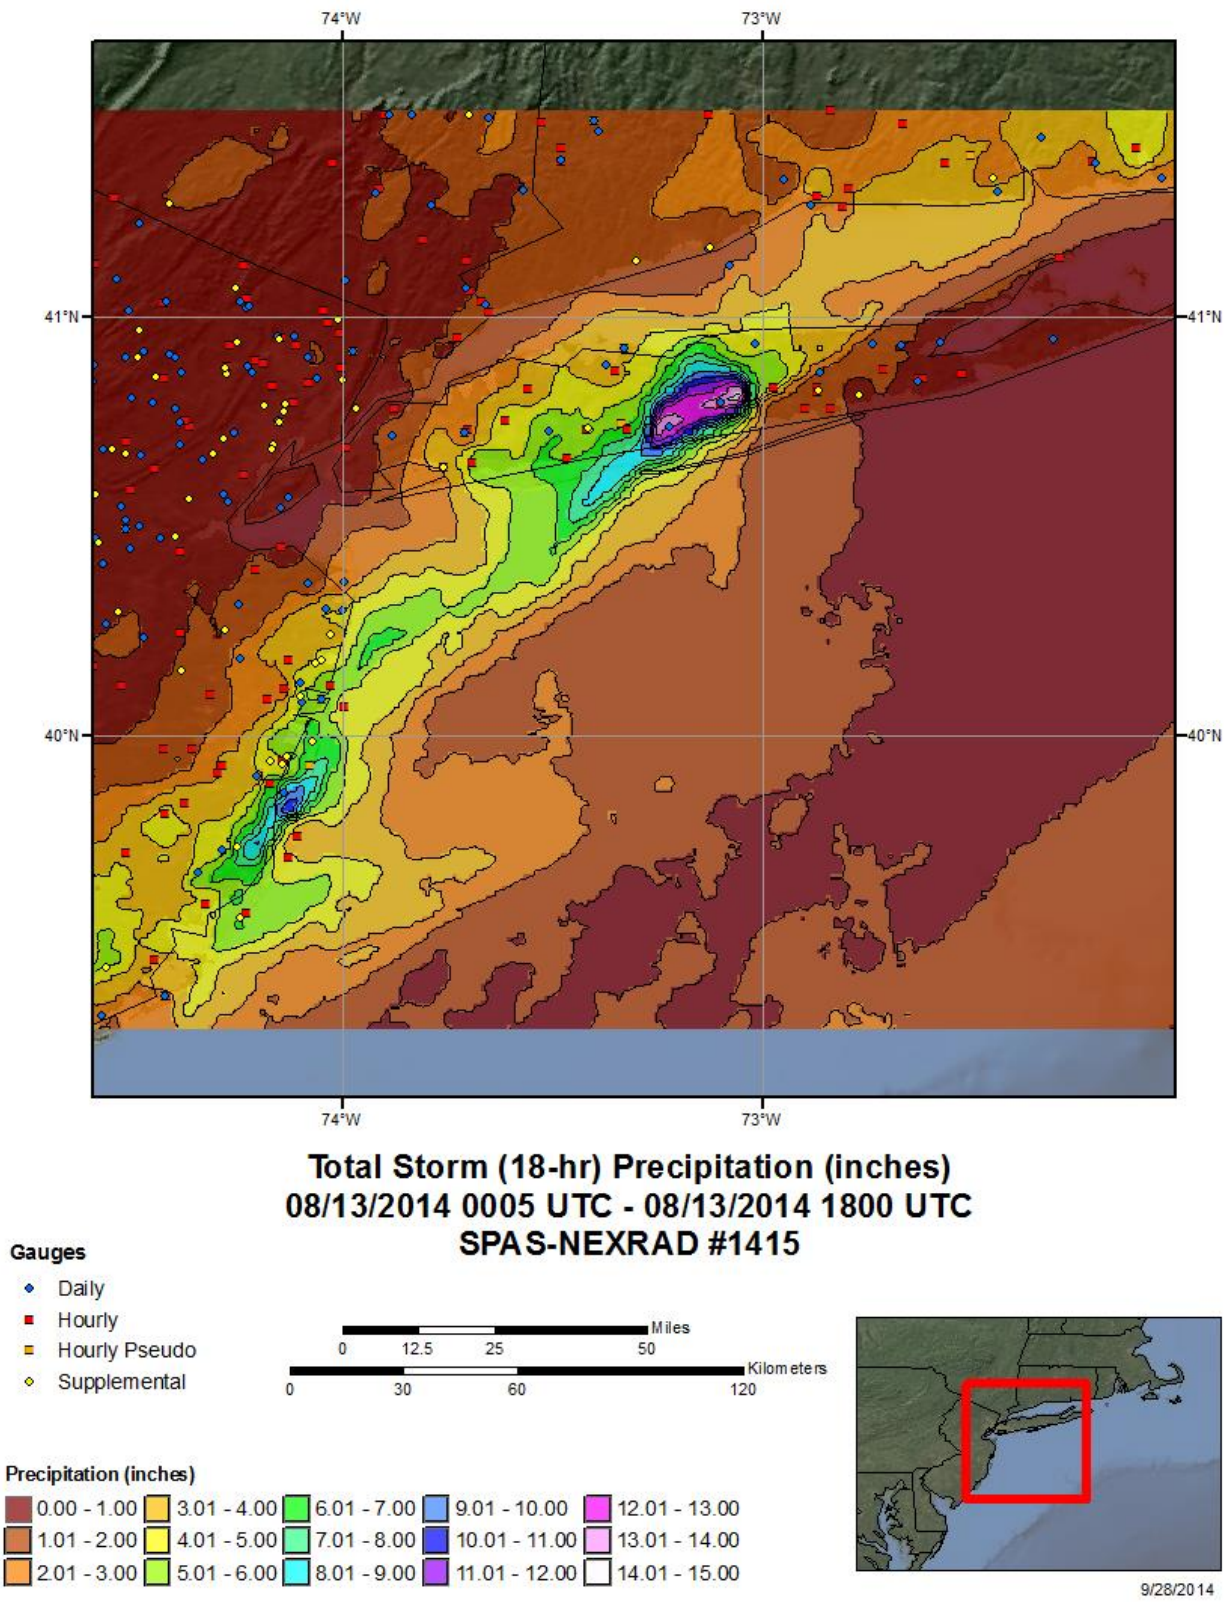 74°W 73°W
41°N 41°N
40°N 40°N
74°W 73°W
Total Storm (18-hr) Precipitation (inches)
08/13/2014 0005 UTC - 08/13/2014 1800 UTC
SPAS-NEXRAD #1415
Gauges
Daily
Hourly
Hourly Pseudo
Supplemental
Miles
0 12.5 25 50
Kilometers
0 30 60 120
Precipitation (inches)
0.00 - 1.00 3.01 - 4.00 6.01 - 7.00 9.01 - 10.00 12.01 - 13.00
1.01 - 2.00 4.01 - 5.00 7.01 - 8.00 10.01 - 11.00 13.01 - 14.00
2.01 - 3.00 5.01 - 6.00 8.01 - 9.00 11.01 - 12.00 14.01 - 15.00
9/28/2014